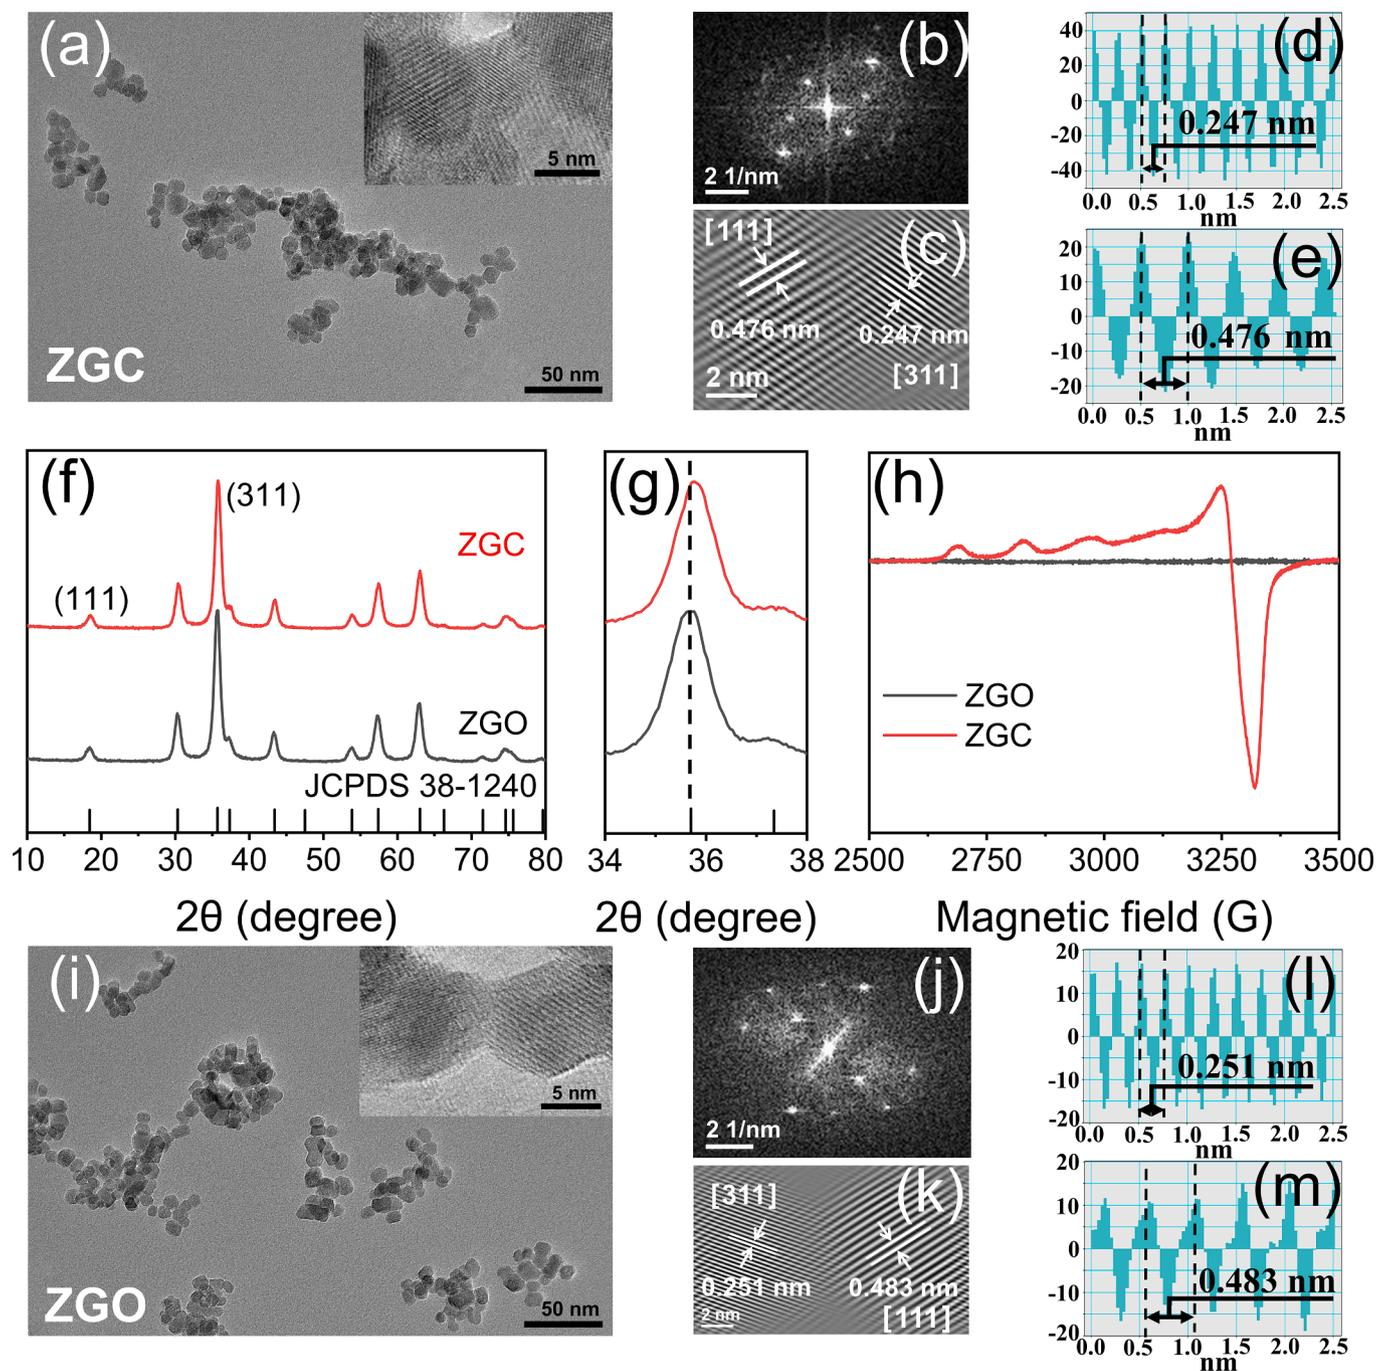 (a)
5 nm
ZGC
50 nm
(b)
2 1/nm
[111]
(c)
0.476 nm
0.247 nm
2 nm
[311]
40
20
0
-20
-40
(d)
0.247 nm
0.0 0.5 1.0 1.5 2.0 2.5
nm
20
10
0
-10
-20
(e)
0.476 nm
0.0 0.5 1.0 1.5 2.0 2.5
nm
(f)
(311)
ZGC
(111)
ZGO
JCPDS 38-1240
10 20 30 40 50 60 70 80
2θ (degree)
(g)
34 36 38
2θ (degree)
(h)
ZGO
ZGC
2500 2750 3000 3250 3500
Magnetic field (G)
(i)
5 nm
ZGO
50 nm
(j)
2 1/nm
[311]
(k)
0.251 nm
0.483 nm
2 nm
[111]
20
10
0
-10
-20
(l)
0.251 nm
0.0 0.5 1.0 1.5 2.0 2.5
nm
20
10
0
-10
-20
(m)
0.483 nm
0.0 0.5 1.0 1.5 2.0 2.5
nm